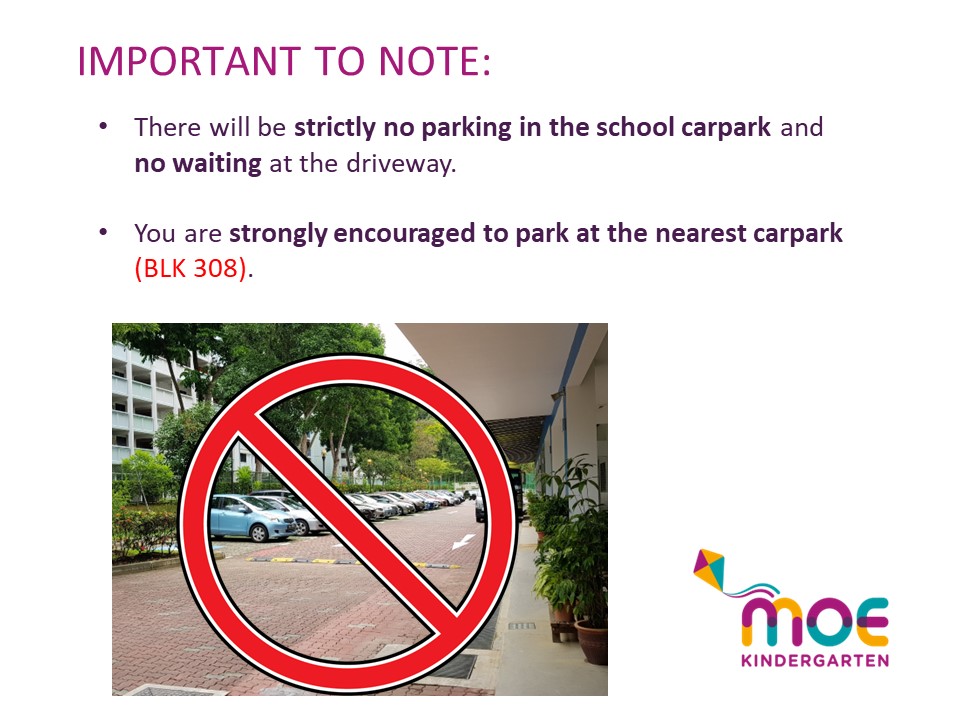 IMPORTANT TO NOTE:
• There will be strictly no parking in the school carpark and
no waiting at the driveway.
• You are strongly encouraged to park at the nearest carpark
(BLK 308).
moe
KINDERGARTEN